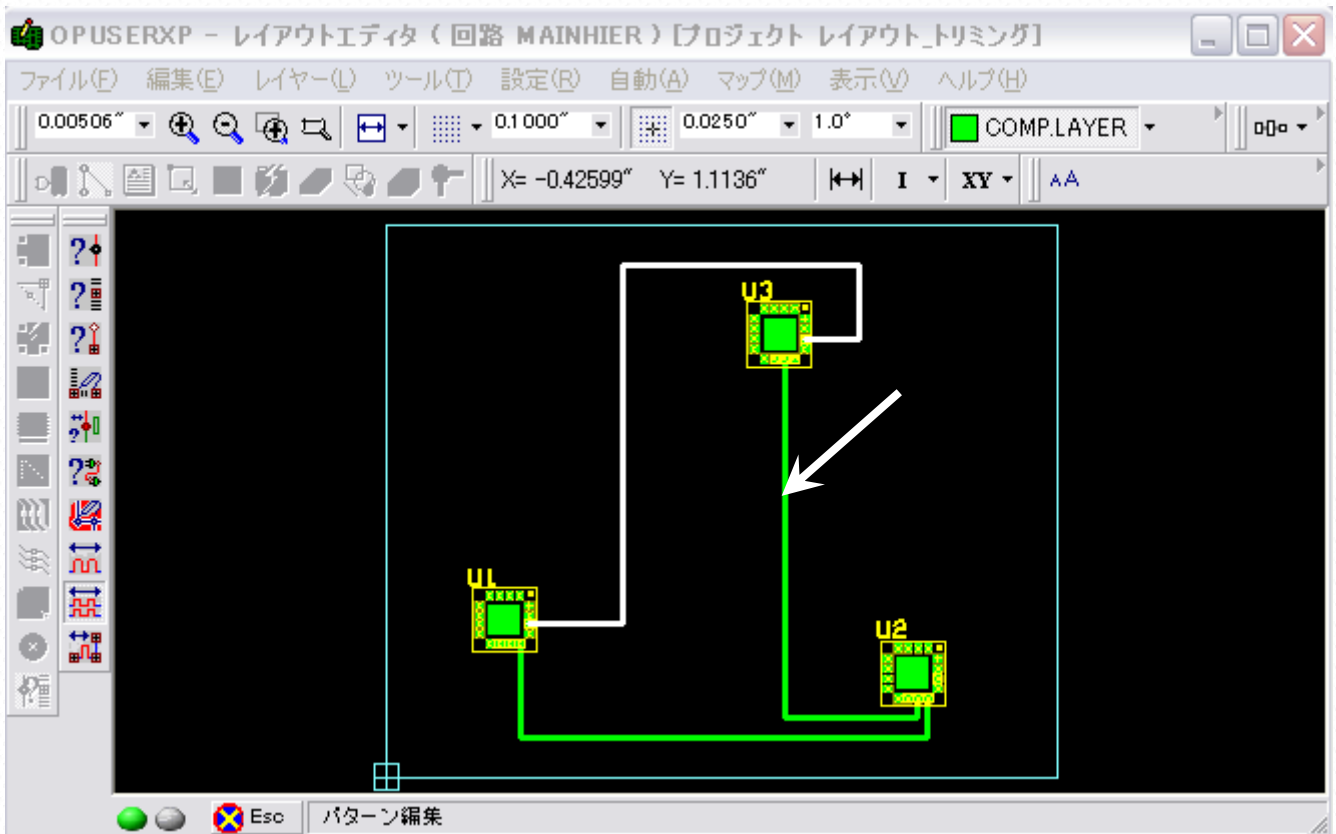 OPUSERXP - レイアウトエディタ ( 回路 MAINHIER ) [プロジェクト レイアウト_トリミング]
ファイル(F) 編集(E) レイヤー(L) ツール(T) 設定(R) 自動(A) マップ(M) 表示(V) ヘルプ(H)
0.00506" 0.1000" 0.0250" 1.0° COMP.LAYER
X= -0.42599" Y= 1.1136" I XY AA
U3
U1
U2
Esc パターン編集